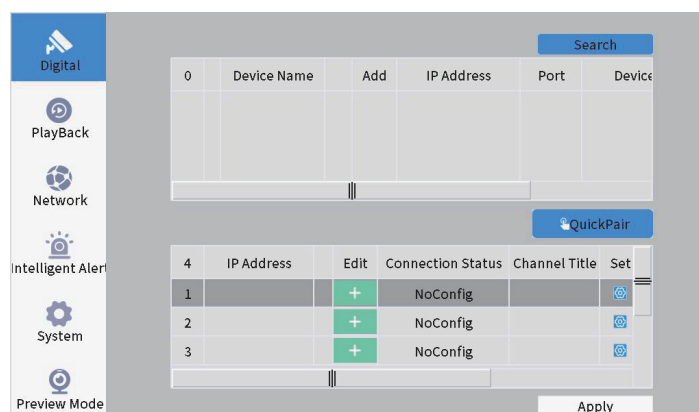 Digital
PlayBack
Network
Intelligent Aler
System
Preview Mode
Search
0 Device Name Add IP Address Port Device
QuickPair
4 IP Address Edit Connection Status Channel Title Set
1 + NoConfig
2 + NoConfig
3 + NoConfig
Apply